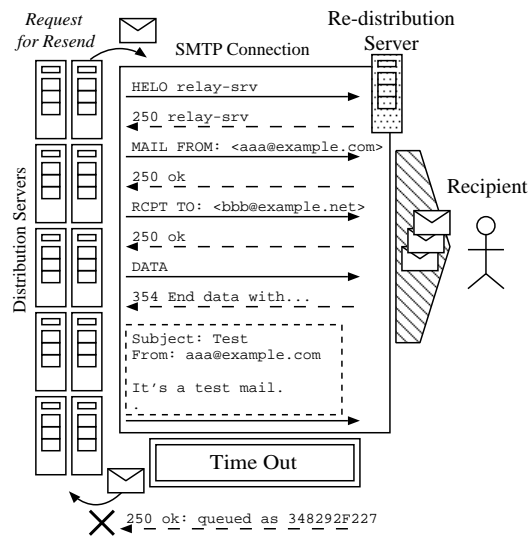 Request
for Resend
Re-distribution
Server
SMTP Connection
HELO relay-srv
250 relay-srv
MAIL FROM: <aaa@example.com>
250 ok
RCPT TO: <bbb@example.net>
250 ok
DATA
354 End data with...
Subject: Test
From: aaa@example.com
It's a test mail.
.
Time Out
250 ok: queued as 348292F227
Distribution Servers
Recipient